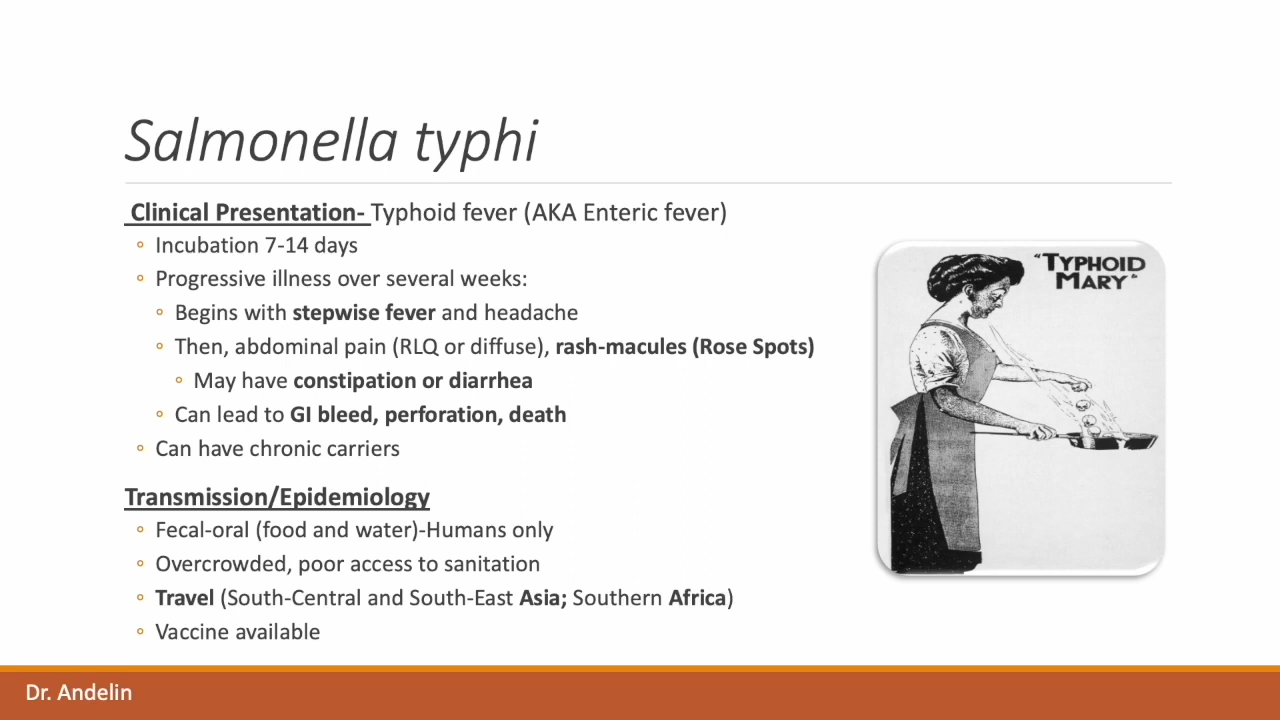 Salmonella typhi
Clinical Presentation- Typhoid fever (AKA Enteric fever)
◦ Incubation 7-14 days
◦ Progressive illness over several weeks:
◦ Begins with stepwise fever and headache
◦ Then, abdominal pain (RLQ or diffuse), rash-macules (Rose Spots)
◦ May have constipation or diarrhea
◦ Can lead to GI bleed, perforation, death
◦ Can have chronic carriers
Transmission/Epidemiology
◦ Fecal-oral (food and water)-Humans only
◦ Overcrowded, poor access to sanitation
◦ Travel (South-Central and South-East Asia; Southern Africa)
◦ Vaccine available
"TYPHOID
MARY"
Dr. Andelin